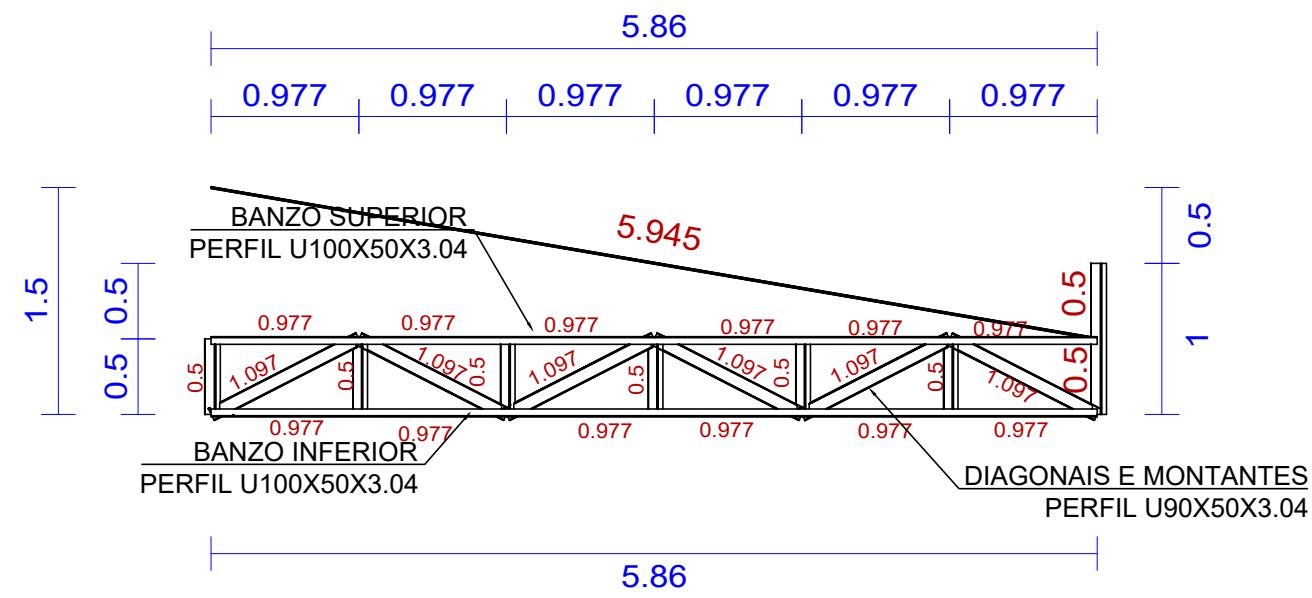 5.86
0.977 0.977 0.977 0.977 0.977 0.977
1.5
0.5
0.5
BANZO SUPERIOR
PERFIL U100X50X3.04
5.945
0.5
0.5
1
0.977 0.977 0.977 0.977 0.977 0.977
0.5 1.097 0.5 1.097 0.5 1.097 0.5 1.097 0.5 1.097 0.5 1.097 0.5
0.977 0.977 0.977 0.977 0.977 0.977
BANZO INFERIOR
PERFIL U100X50X3.04
DIAGONAIS E MONTANTES
PERFIL U90X50X3.04
5.86